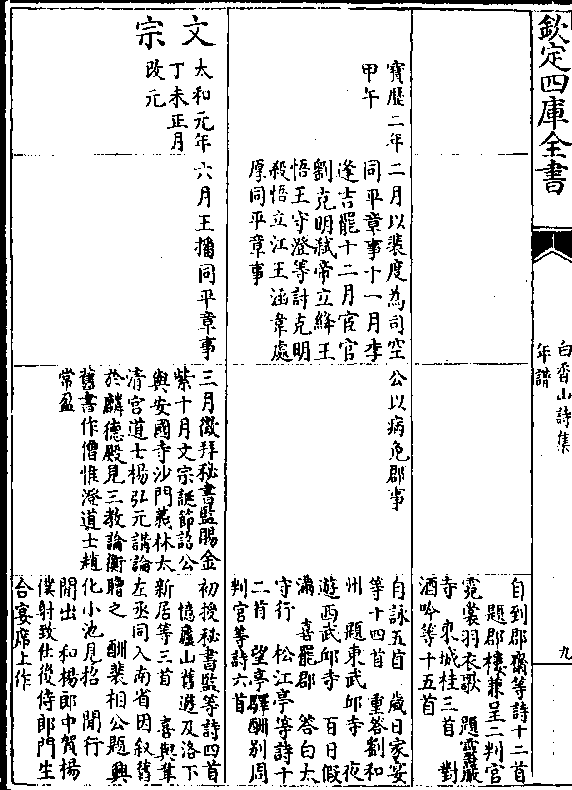 欽定四庫全書
白香山詩集
年譜
九
自到郡齋等詩十二首
題郡樓兼呈二判官
霓裳羽衣歌 題靈巖
寺 東城桂三首 對
酒吟等十五首
寶歷二年
甲午
二月以裴度為司空
同平章事十一月李
逢吉罷十二月宦官
劉克明弒帝立絳王
悟王守澄等討克明
殺悟立江王涵韋處
厚同平章事
公以病免郡事
自詠五首 歲日家宴
等十四首 重答劉和
州 題東武邱寺 夜
遊西武邱寺 百日假
滿 喜罷郡 答白太
守行 松江亭等詩十
二首 望亭驛酬別周
判官等詩六首
文宗
太和元年
丁未正月
改元
六月王播同平章事
三月徵拜秘書監賜金
紫十月文宗誕節詔公
與安國寺沙門義休太
清宮道士楊弘元講論
於麟德殿見三教論衡
舊書作僧惟澄道士趙
常盈
初授秘書監等詩四首
憶廬山舊遊及洛下
新居等三首 喜與韋
左丞同入南省因叙舊
贈之 酬裴相公題興
化小池見招 閒行
閒出 和楊郎中賀楊
僕射致仕後侍郎門生
合宴席上作